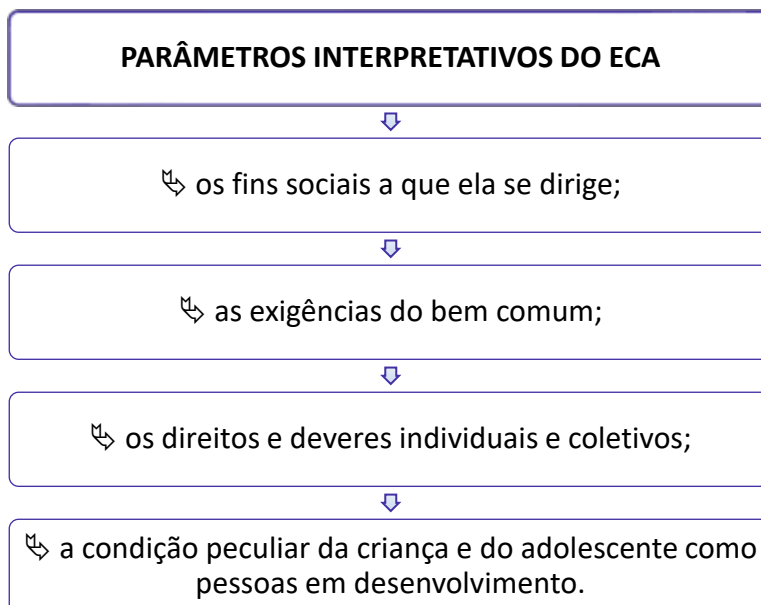 PARÂMETROS INTERPRETATIVOS DO ECA
os fins sociais a que ela se dirige;
as exigências do bem comum;
os direitos e deveres individuais e coletivos;
a condição peculiar da criança e do adolescente como
pessoas em desenvolvimento.